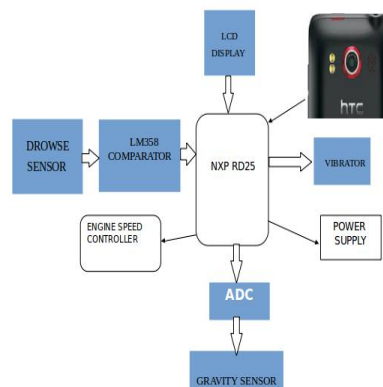 LCD
DISPLAY
hTC
DROWSE
SENSOR
LM358
COMPARATOR
NXP RD25
VIBRATOR
ENGINE SPEED
CONTROLLER
POWER
SUPPLY
ADC
GRAVITY SENSOR